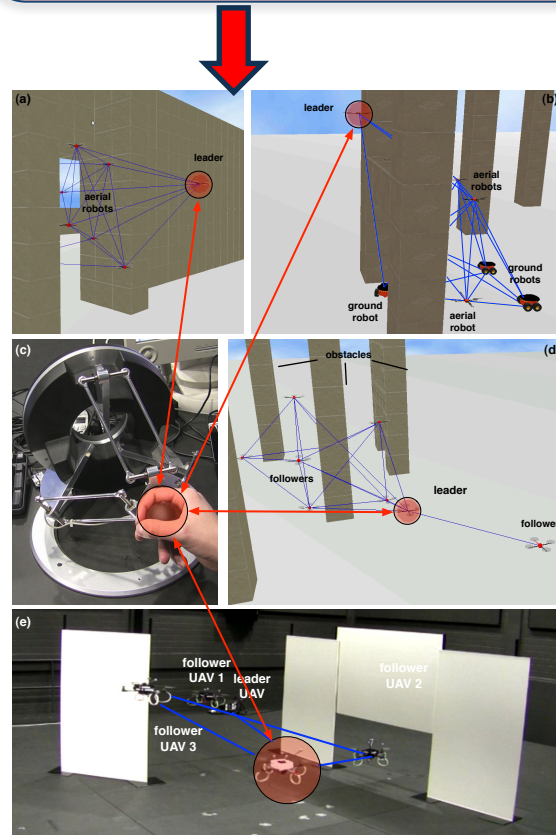 (a)
leader
aerial
robots
(b)
leader
aerial
robots
ground
robots
ground
robot
aerial
robot
(c)
(d)
obstacles
followers
leader
followe
(e)
follower
UAV 1
leader
UAV
follower
UAV 2
follower
UAV 3